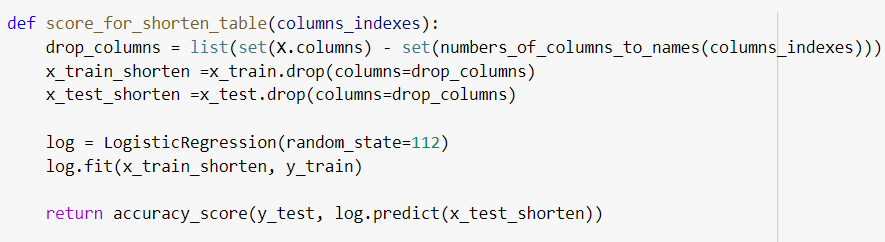 def score_for_shorten_table(columns_indexes):
    drop_columns = list(set(X.columns) - set(numbers_of_columns_to_names(columns_indexes)))
    x_train_shorten =x_train.drop(columns=drop_columns)
    x_test_shorten =x_test.drop(columns=drop_columns)

    log = LogisticRegression(random_state=112)
    log.fit(x_train_shorten, y_train)

    return accuracy_score(y_test, log.predict(x_test_shorten))